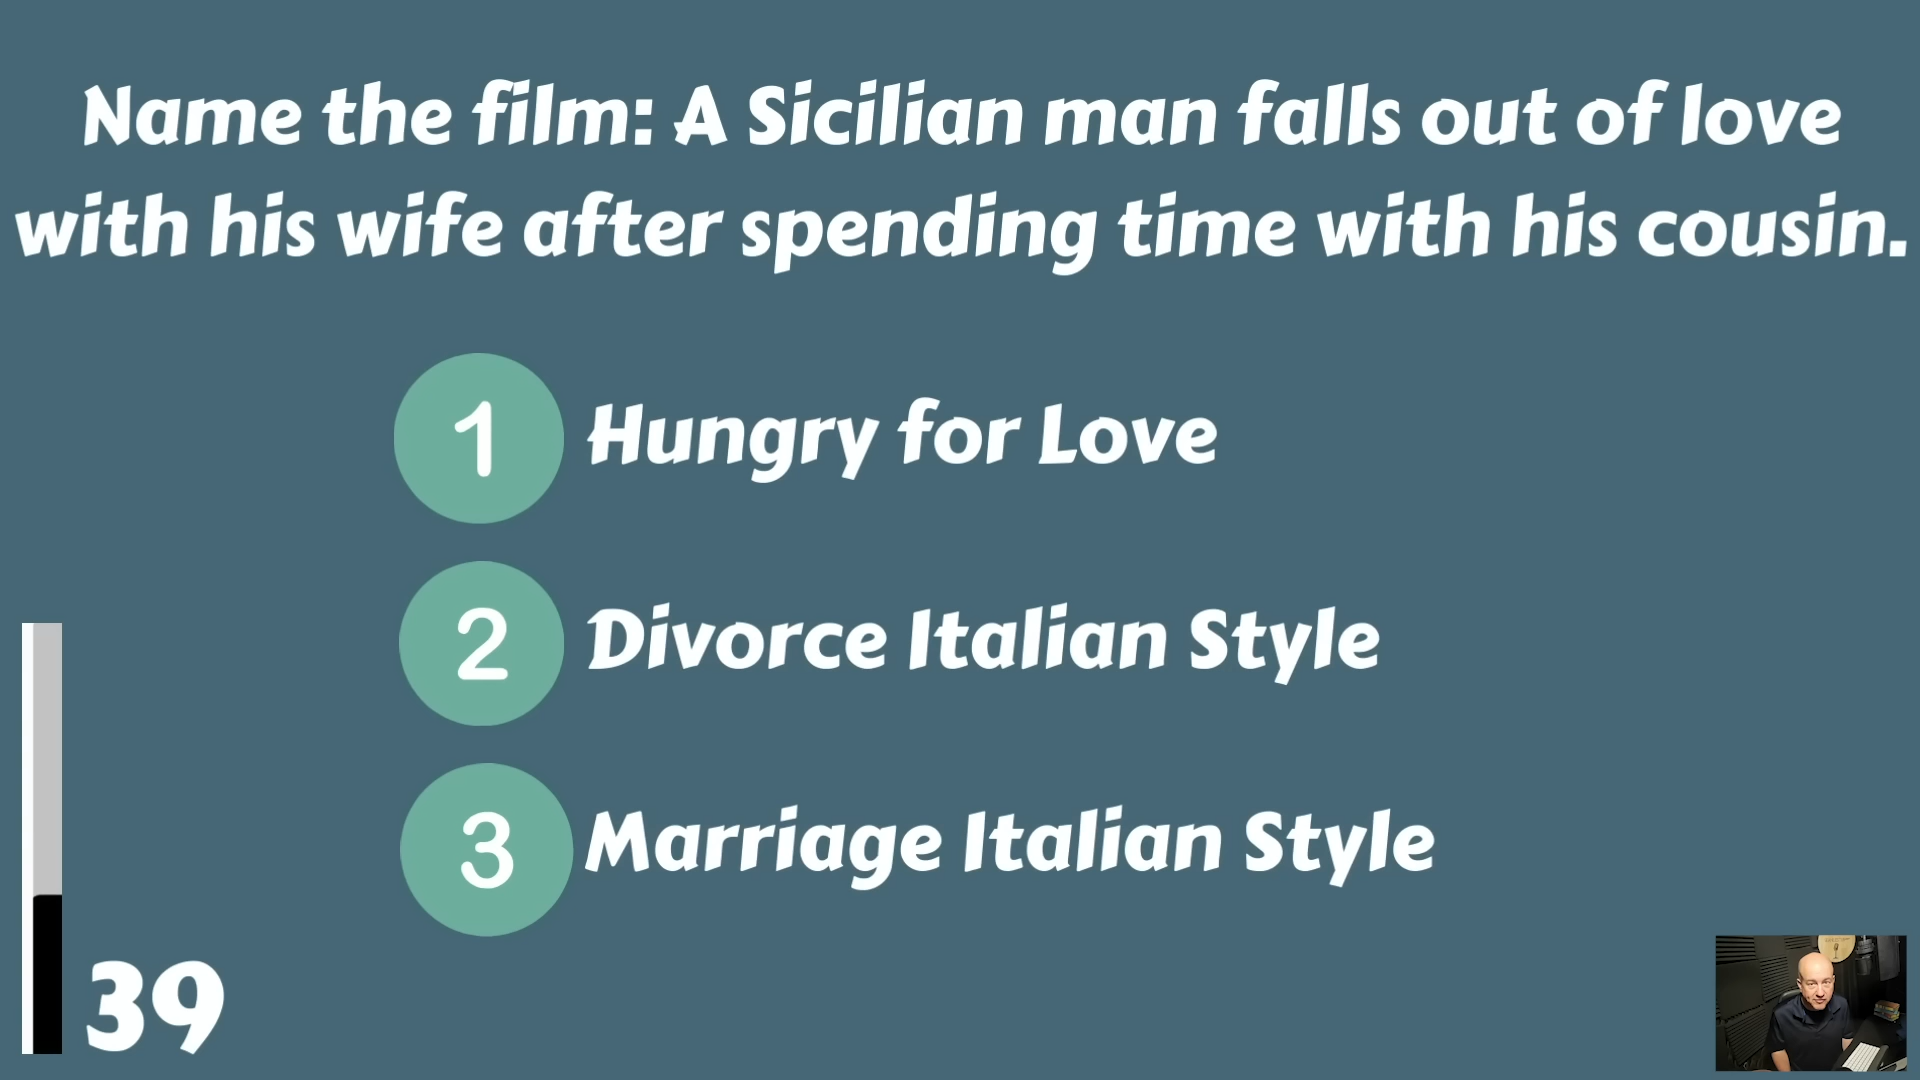 Name the film: A Sicilian man falls out of love
with his wife after spending time with his cousin.
1 Hungry for Love
2 Divorce Italian Style
3 Marriage Italian Style
39